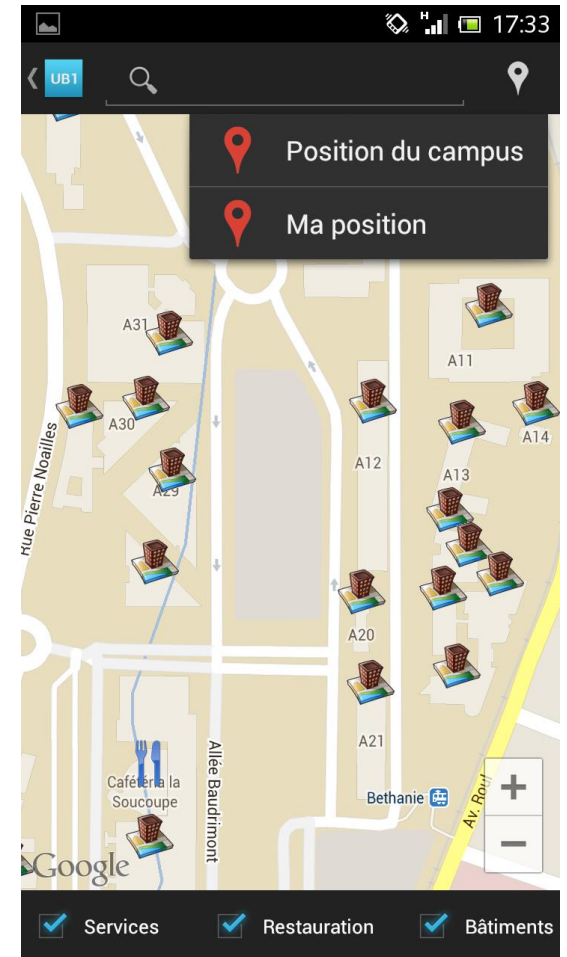 H 17:33
UB1
Position du campus
Ma position
A31
A11
A30
A14
A12
A13
A29
Rue Pierre Noailles
A20
A21
Cafétéria la
Soucoupe
Allée Baudrimont
Bethanie
Av. Roul
Google
Services
Restauration
Bâtiments